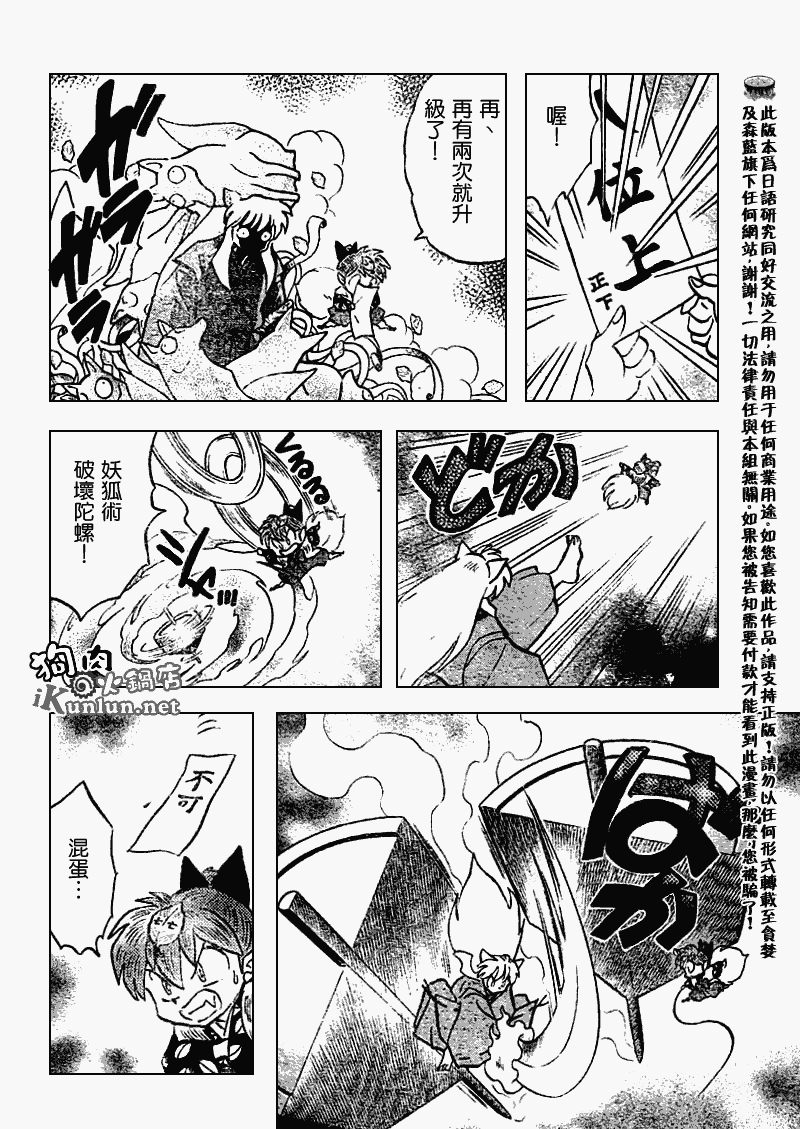 此版本爲日語研究同好交流之用,請勿用于任何商業用途。如您喜歡此作品,請支持正版!請勿以任何形式轉載至貪婪
及森藍旗下任何網站,謝謝!一切法律責任與本組無關。如果您被告知需要付款才能看到此漫畫,那麼,您被騙了!
喔!
八位上
正下
再、
再有兩次就升
級了!
ガラガラ
どか
くるるる
妖狐術
破壞陀螺!
シャー!!
ばかっ
不可
混蛋…
狗肉火鍋店
iKunlun.net